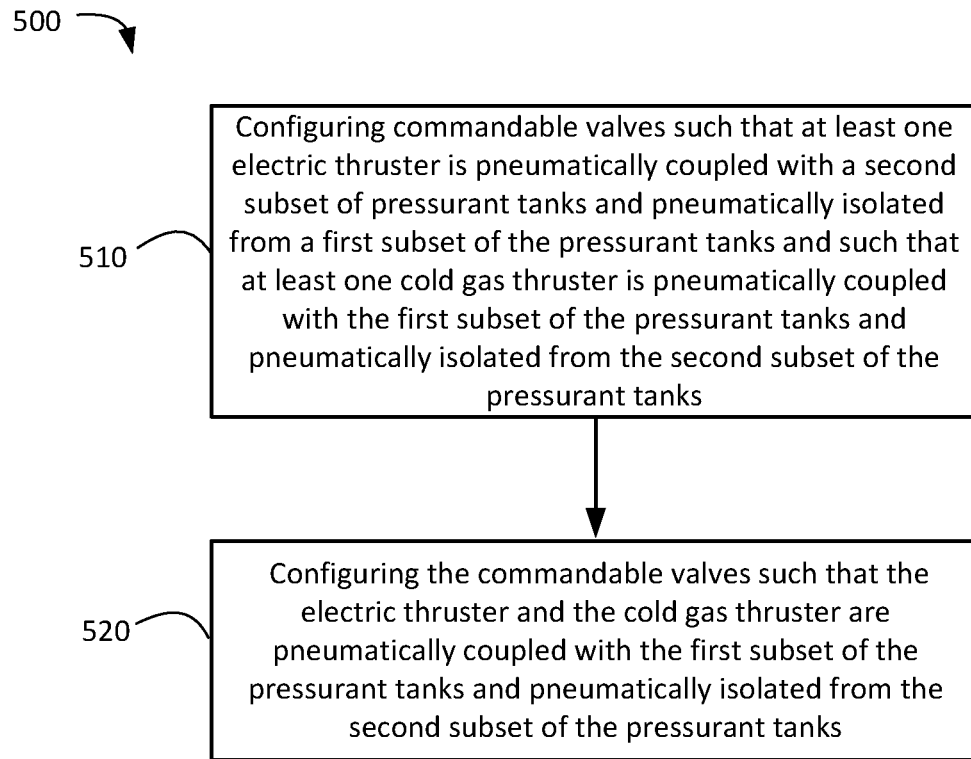 500
Configuring commandable valves such that at least one
electric thruster is pneumatically coupled with a second
subset of pressurant tanks and pneumatically isolated
from a first subset of the pressurant tanks and such that
at least one cold gas thruster is pneumatically coupled
with the first subset of the pressurant tanks and
pneumatically isolated from the second subset of the
pressurant tanks
510
Configuring the commandable valves such that the
electric thruster and the cold gas thruster are
pneumatically coupled with the first subset of the
pressurant tanks and pneumatically isolated from the
second subset of the pressurant tanks
520